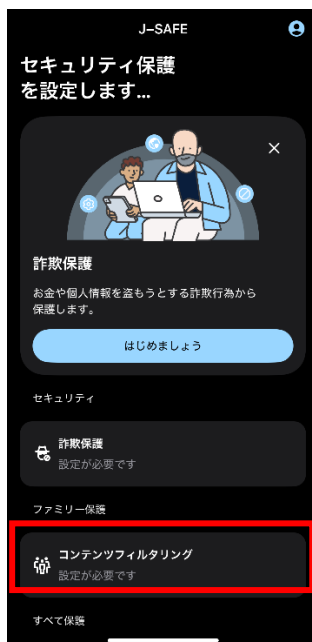 J-SAFE
セキュリティ保護
を設定します...
詐欺保護
お金や個人情報を盗もうとする詐欺行為から
保護します。
はじめましょう
セキュリティ
詐欺保護
設定が必要です
ファミリー保護
コンテンツフィルタリング
設定が必要です
すべて保護